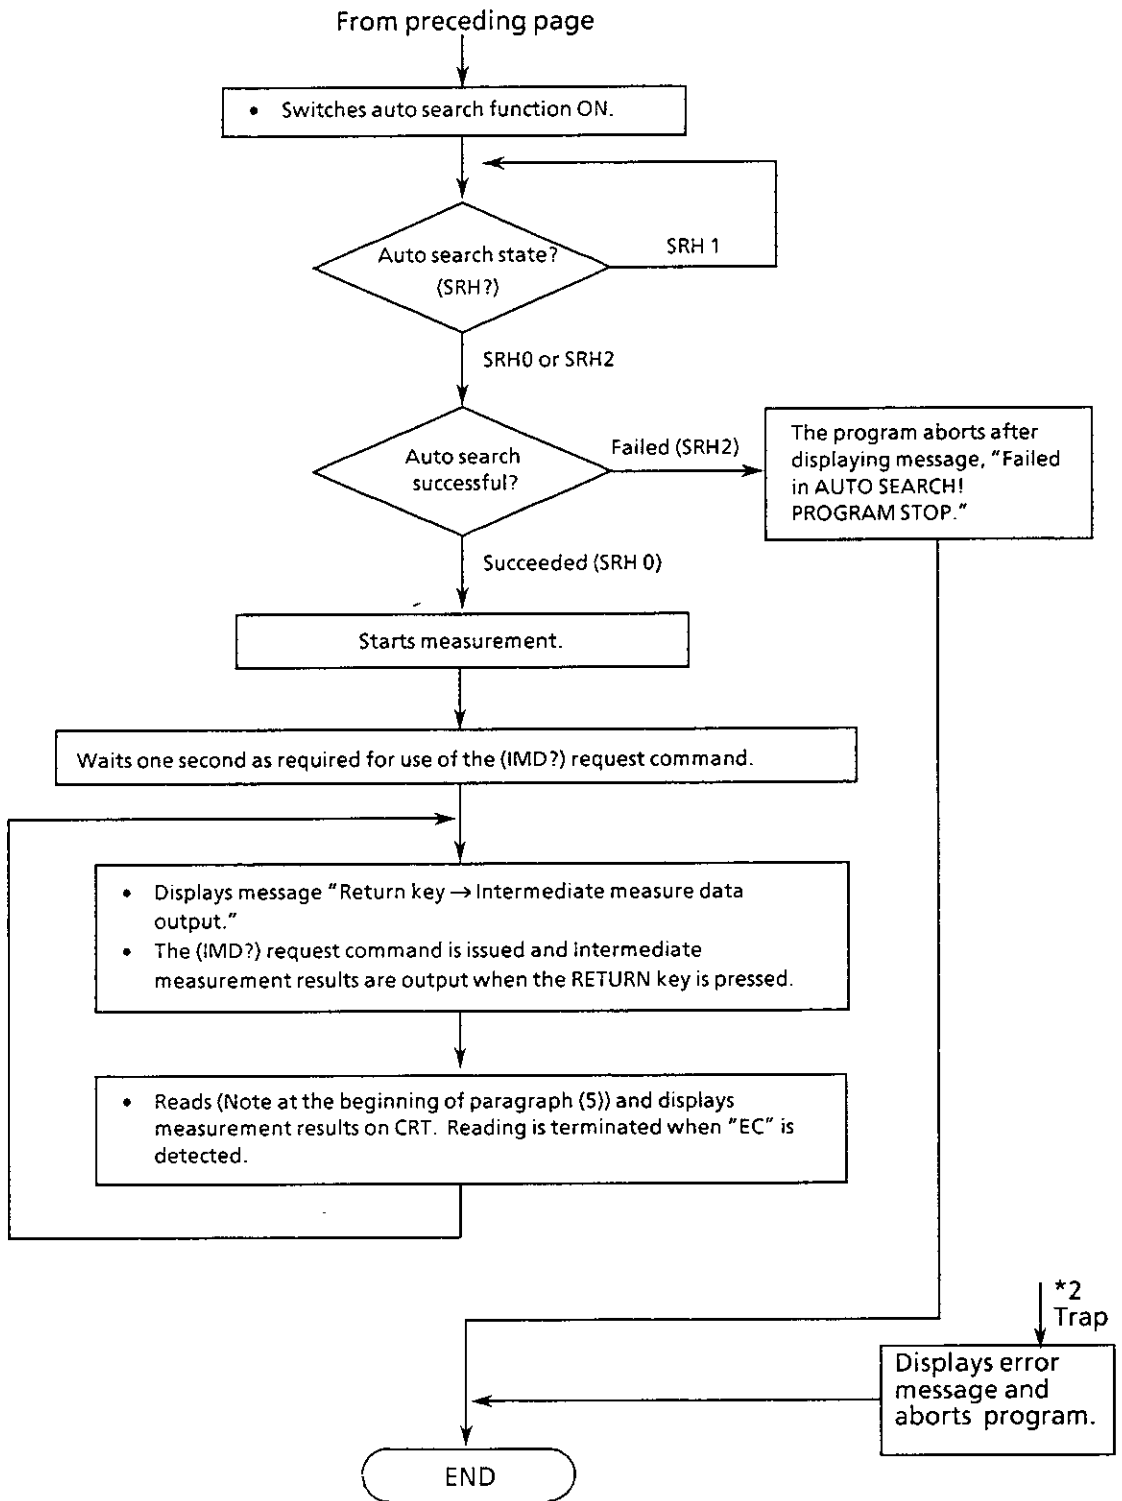 From preceding page
• Switches auto search function ON.
Auto search state?
(SRH?)
SRH 1
SRH0 or SRH2
Auto search
successful?
Failed (SRH2)
The program aborts after
displaying message, "Failed
in AUTO SEARCH!
PROGRAM STOP."
Succeeded (SRH 0)
Starts measurement.
Waits one second as required for use of the (IMD?) request command.
• Displays message "Return key → Intermediate measure data
output."
• The (IMD?) request command is issued and intermediate
measurement results are output when the RETURN key is pressed.
• Reads (Note at the beginning of paragraph (5)) and displays
measurement results on CRT. Reading is terminated when "EC" is
detected.
*2
Trap
Displays error
message and
aborts program.
END